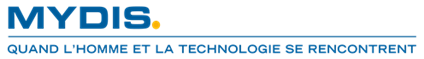 MYDIS.
QUAND L'HOMME ET LA TECHNOLOGIE SE RENCONTRENT